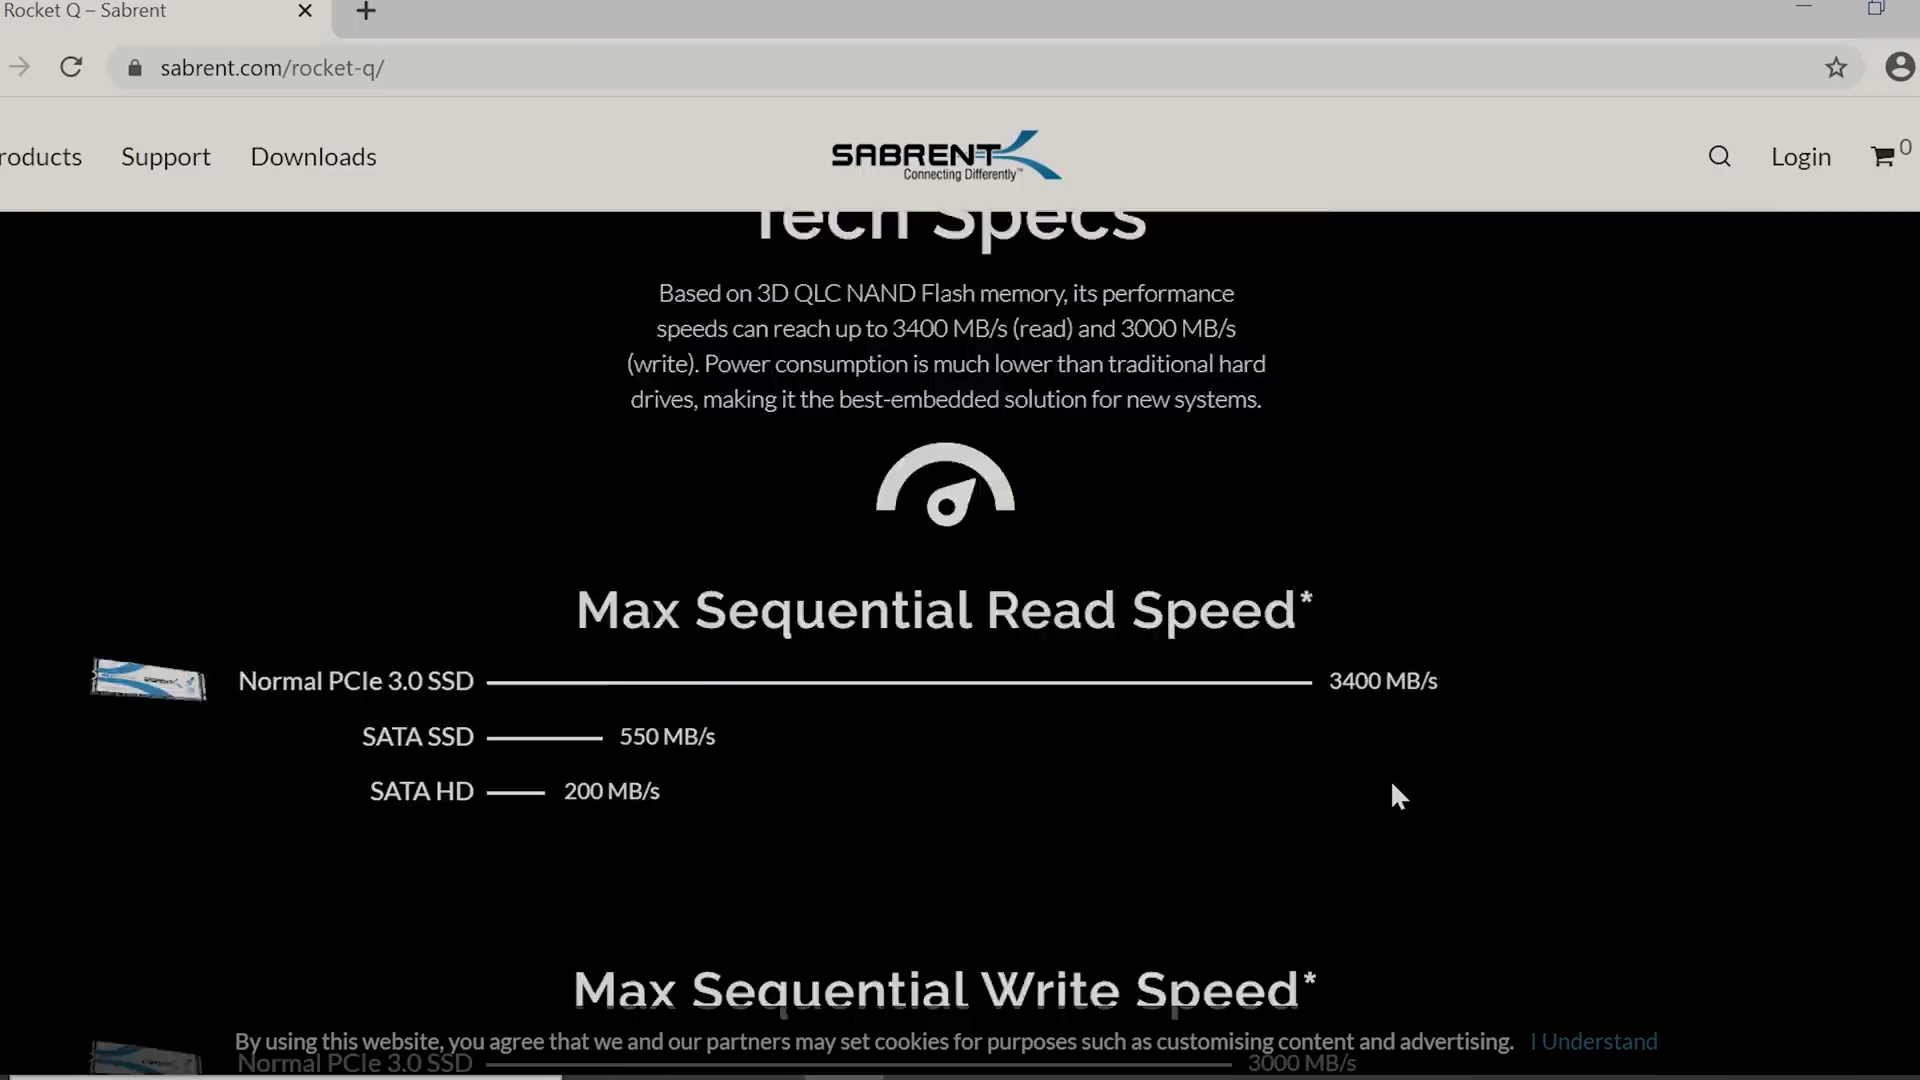 Rocket Q – Sabrent
sabrent.com/rocket-q/
roducts
Support
Downloads
SABRENT
Connecting Differently™
Login
0
Tech Specs
Based on 3D QLC NAND Flash memory, its performance
speeds can reach up to 3400 MB/s (read) and 3000 MB/s
(write). Power consumption is much lower than traditional hard
drives, making it the best-embedded solution for new systems.
Max Sequential Read Speed*
SABRENT
Normal PCIe 3.0 SSD
3400 MB/s
SATA SSD
550 MB/s
SATA HD
200 MB/s
Max Sequential Write Speed*
By using this website, you agree that we and our partners may set cookies for purposes such as customising content and advertising.
I Understand
Normal PCIe 3.0 SSD
3000 MB/s